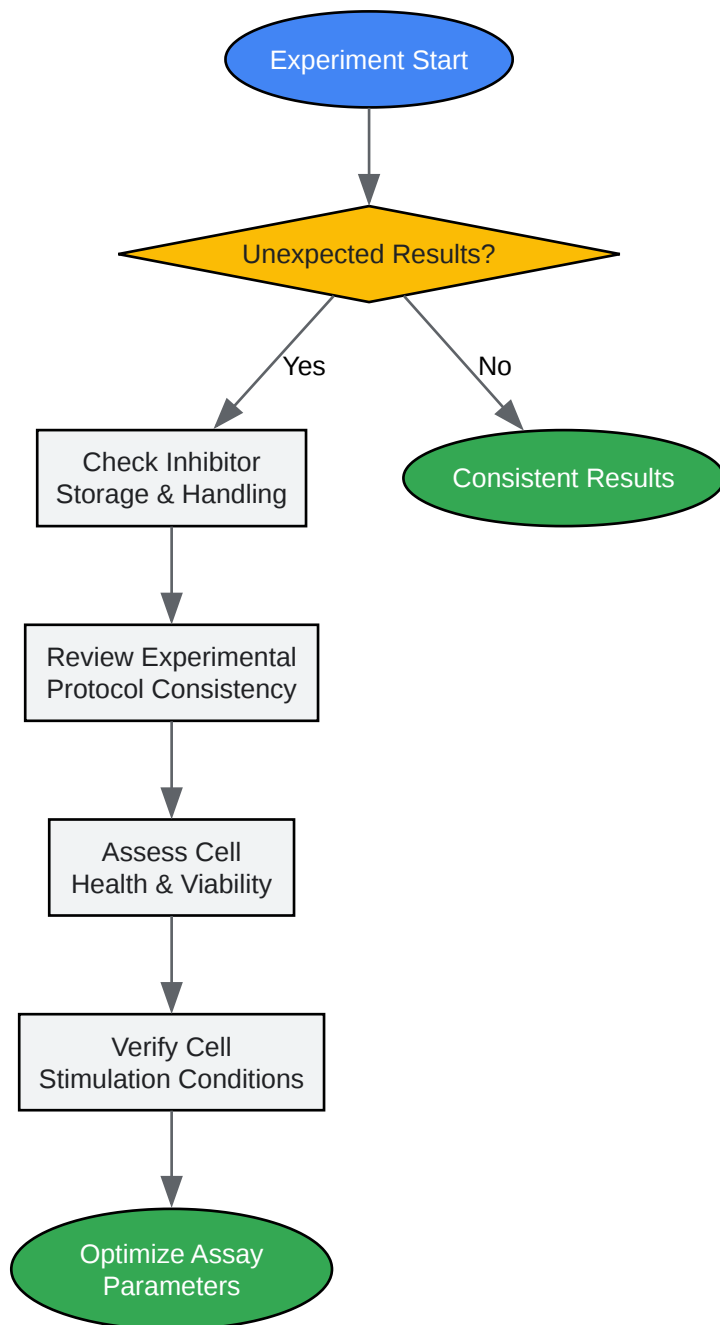 Experiment Start
Unexpected Results?
Yes
No
Check Inhibitor
Storage & Handling
Consistent Results
Review Experimental
Protocol Consistency
Assess Cell
Health & Viability
Verify Cell
Stimulation Conditions
Optimize Assay
Parameters